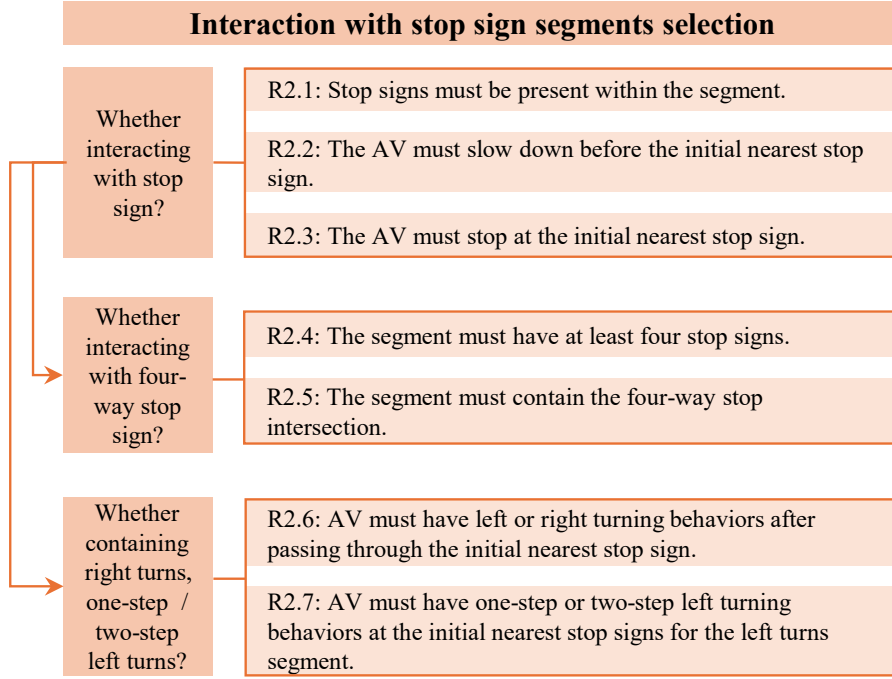 Interaction with stop sign segments selection
Whether
interacting
with stop
sign?
R2.1: Stop signs must be present within the segment.
R2.2: The AV must slow down before the initial nearest stop
sign.
R2.3: The AV must stop at the initial nearest stop sign.
Whether
interacting
with four-
way stop
sign?
R2.4: The segment must have at least four stop signs.
R2.5: The segment must contain the four-way stop
intersection.
Whether
containing
right turns,
one-step /
two-step
left turns?
R2.6: AV must have left or right turning behaviors after
passing through the initial nearest stop sign.
R2.7: AV must have one-step or two-step left turning
behaviors at the initial nearest stop signs for the left turns
segment.